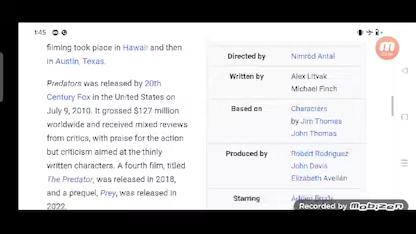 1:45
filming took place in Hawaii and then
in Austin, Texas.
Predators was released by 20th
Century Fox in the United States on
July 9, 2010. It grossed $127 million
worldwide and received mixed reviews
from critics, with praise for the action
but criticism aimed at the thinly
written characters. A fourth film, titled
The Predator, was released in 2018,
and a prequel, Prey, was released in
2022.
Directed by Nimród Antal
Written by Alex Litvak
Michael Finch
Based on Characters
by Jim Thomas
John Thomas
Produced by Robert Rodriguez
John Davis
Elizabeth Avellán
Starring
Recorded by Mobizen